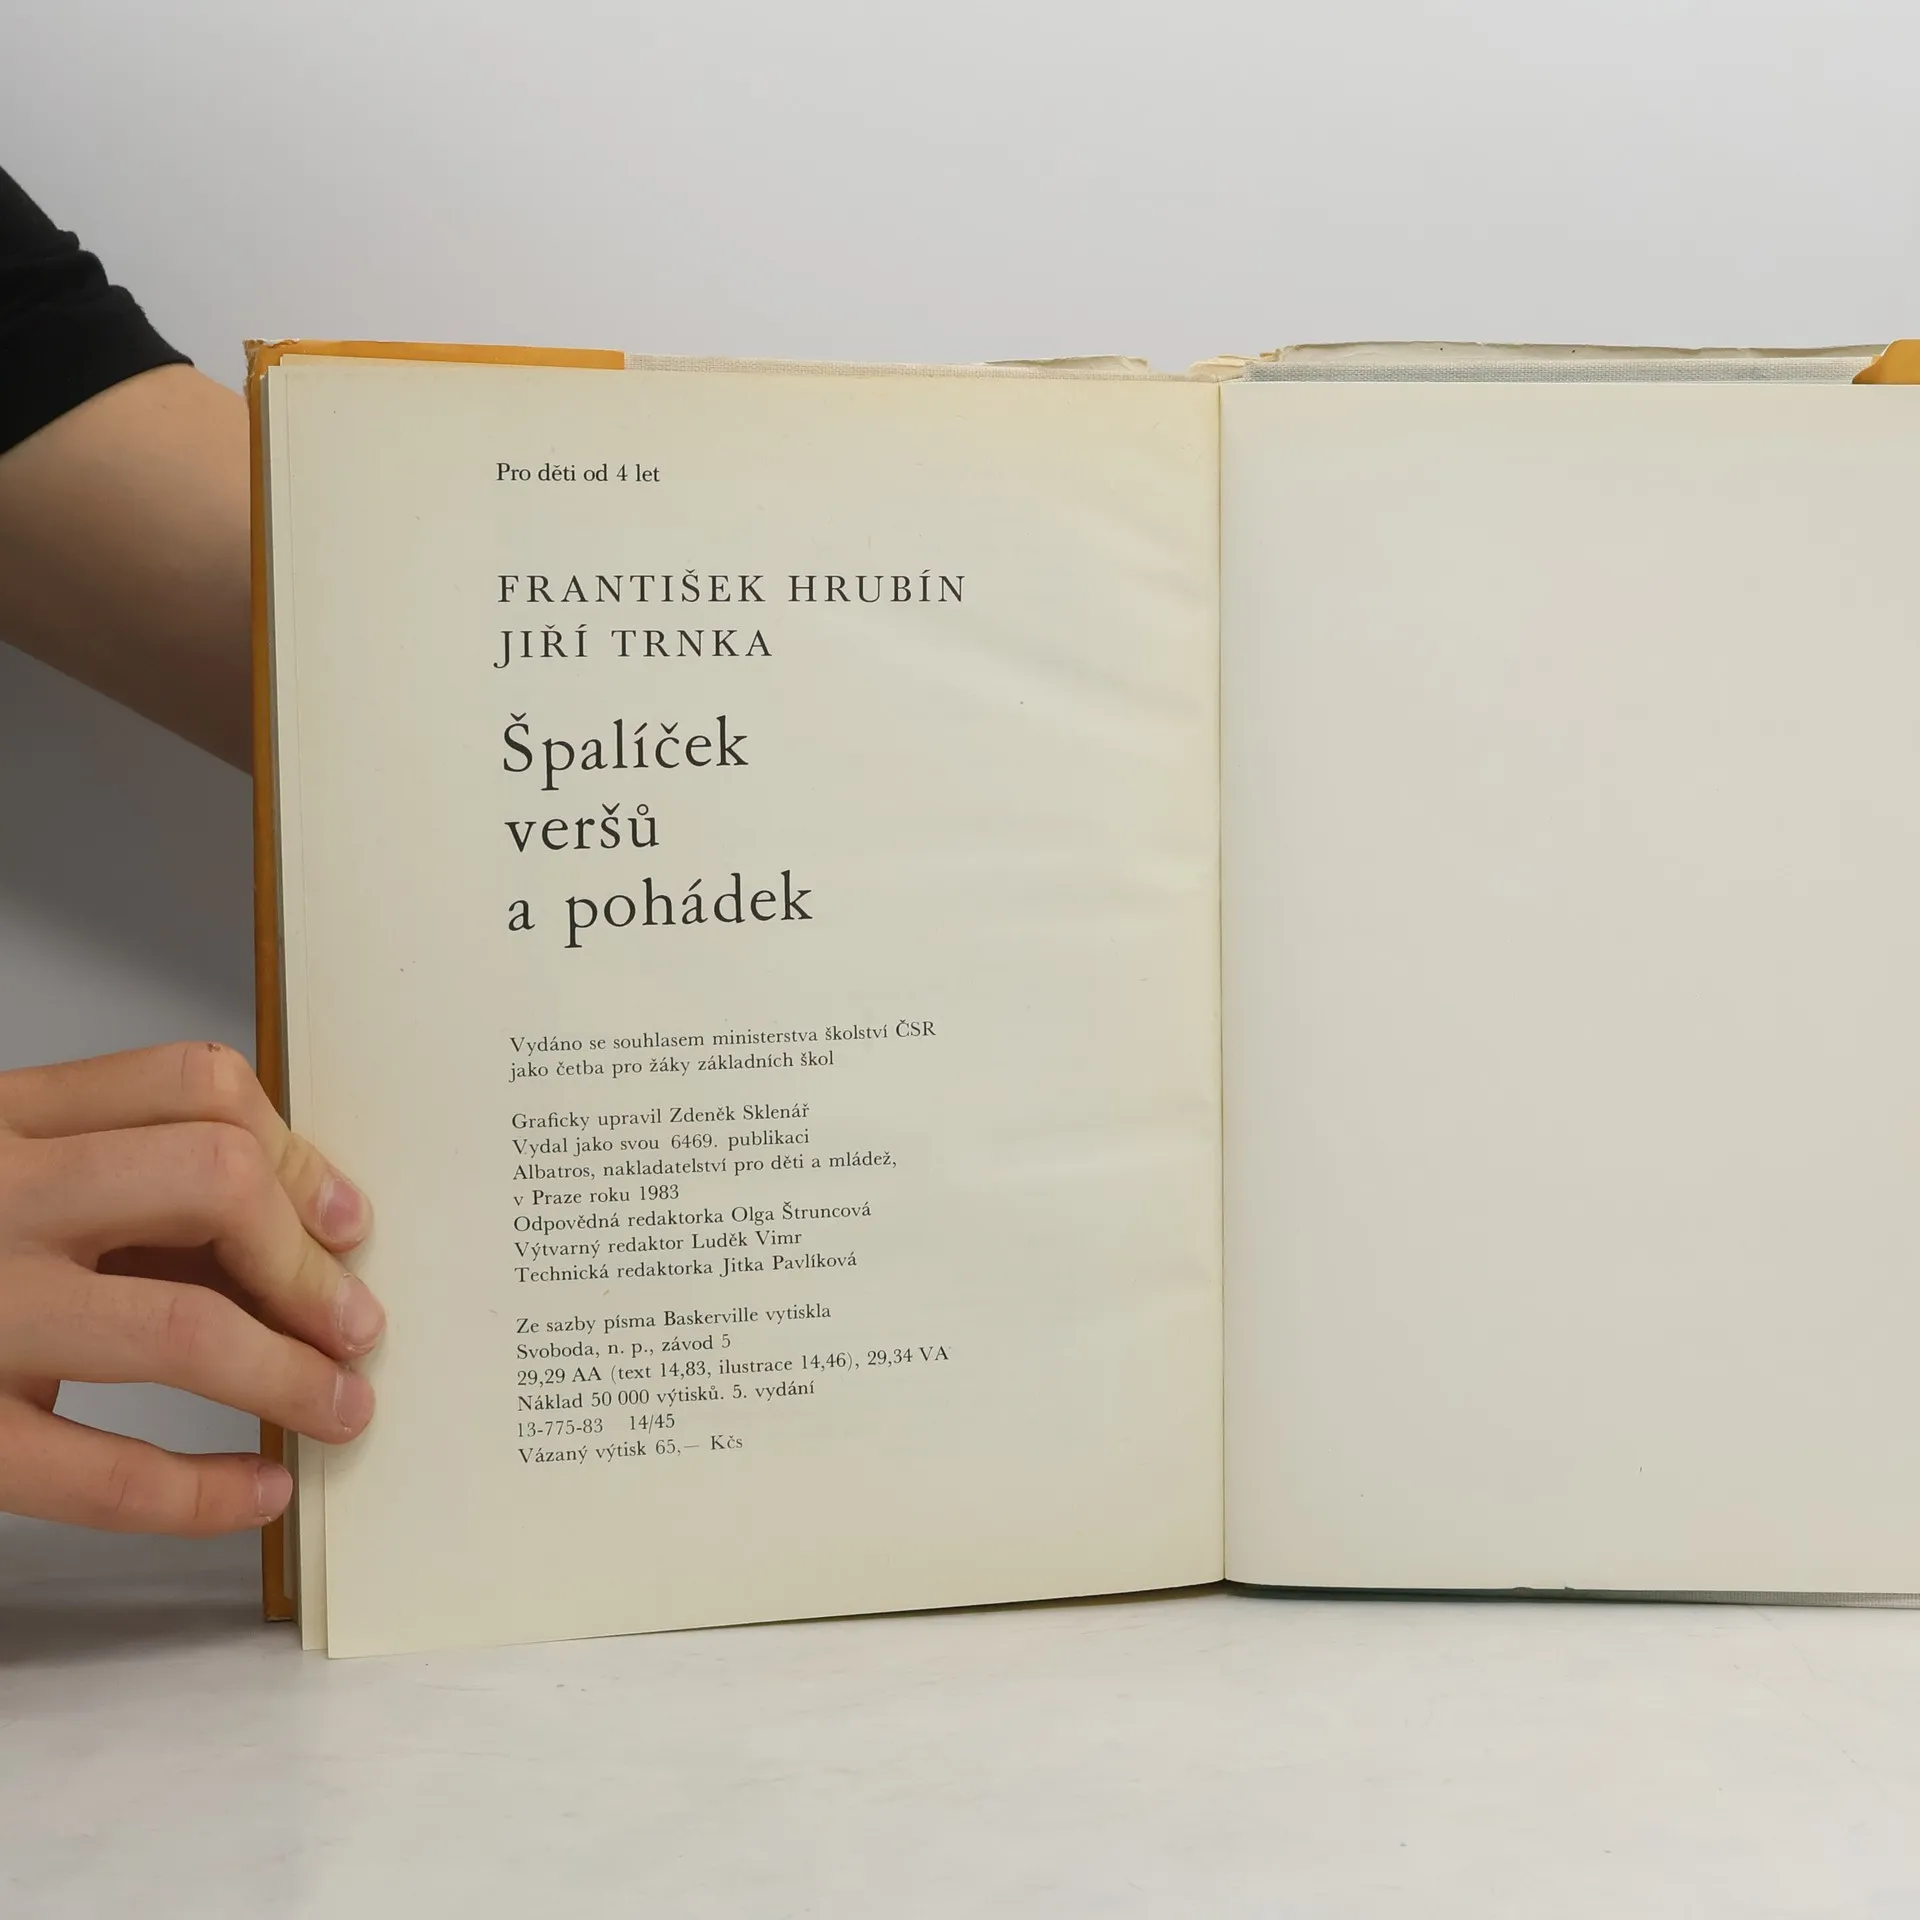 Pro děti od 4 let
FRANTIŠEK HRUBÍN
JIŘÍ TRNKA
Špalíček
veršů
a pohádek
Vydáno se souhlasem ministerstva školství ČSR
jako četba pro žáky základních škol
Graficky upravil Zdeněk Sklenář
Vydal jako svou 6469. publikaci
Albatros, nakladatelství pro děti a mládež,
v Praze roku 1983
Odpovědná redaktorka Olga Štruncová
Výtvarný redaktor Luděk Vimr
Technická redaktorka Jitka Pavlíková
Ze sazby písma Baskerville vytiskla
Svoboda, n. p., závod 5
29,29 AA (text 14,83, ilustrace 14,46), 29,34 VA
Náklad 50 000 výtisků. 5. vydání
13-775-83 14/45
Vázaný výtisk 65,— Kčs